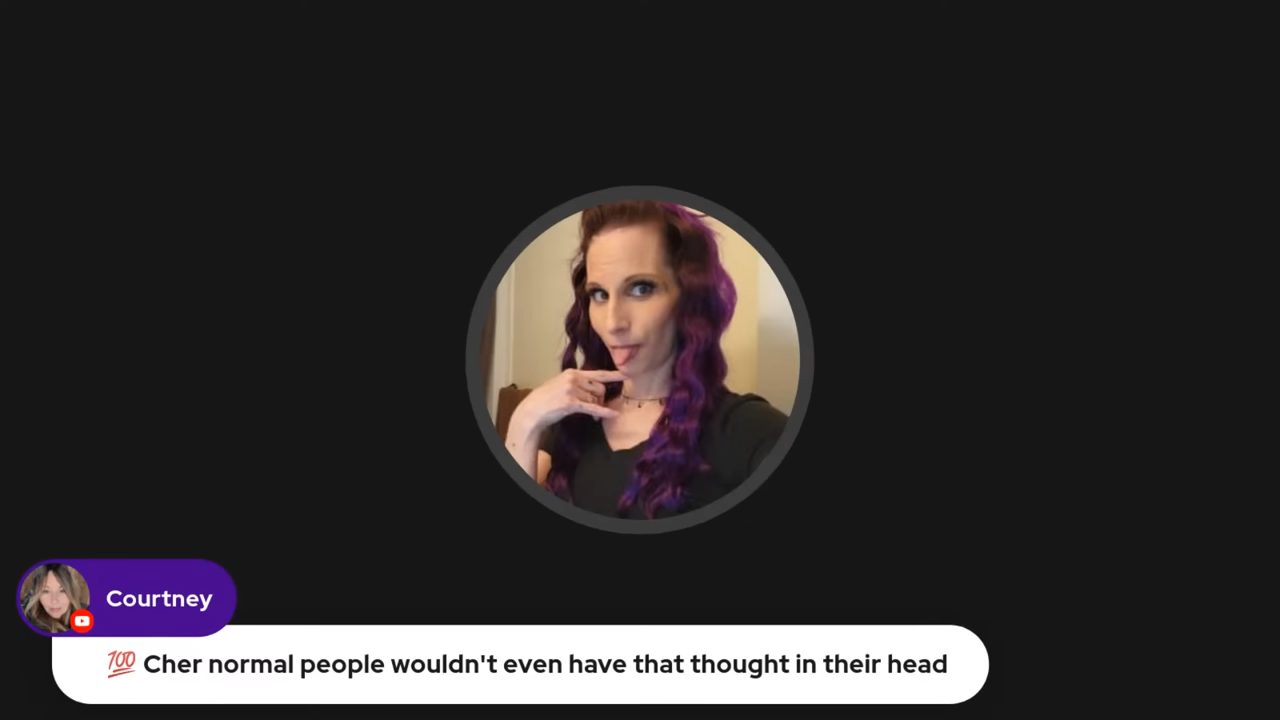 Courtney
💯 Cher normal people wouldn't even have that thought in their head